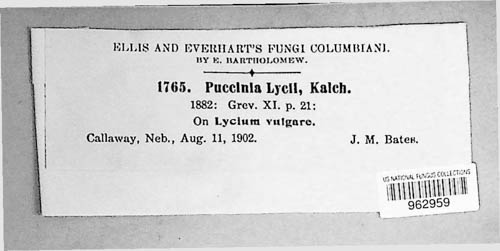 ELLIS AND EVERHART'S FUNGI COLUMBIANI.
BY E. BARTHOLOMEW.
1765. Puccinia Lycii, Kalch.
1882: Grev. XI. p. 21:
On Lycium vulgare.
Callaway, Neb., Aug. 11, 1902. J. M. Bates.
US NATIONAL FUNGUS COLLECTIONS
962959